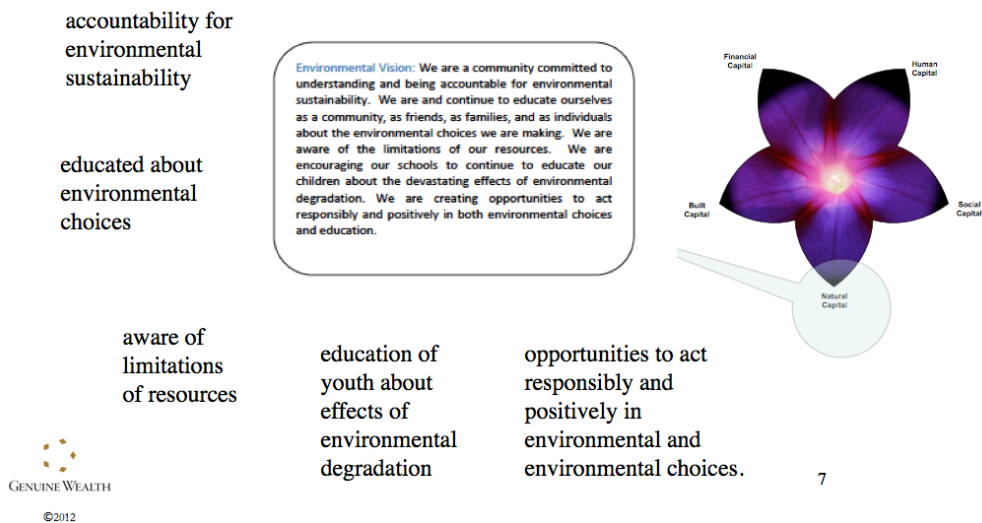 accountability for
environmental
sustainability
educated about
environmental
choices
aware of
limitations
of resources
Environmental Vision: We are a community committed to
understanding and being accountable for environmental
sustainability. We are and continue to educate ourselves
as a community, as friends, as families, and as individuals
about the environmental choices we are making. We are
aware of the limitations of our resources. We are
encouraging our schools to continue to educate our
children about the devastating effects of environmental
degradation. We are creating opportunities to act
responsibly and positively in both environmental choices
and education.
Financial
Capital
Human
Capital
Built
Capital
Social
Capital
Natural
Capital
education of
youth about
effects of
environmental
degradation
opportunities to act
responsibly and
positively in
environmental and
environmental choices.
7
GENUINE WEALTH
©2012